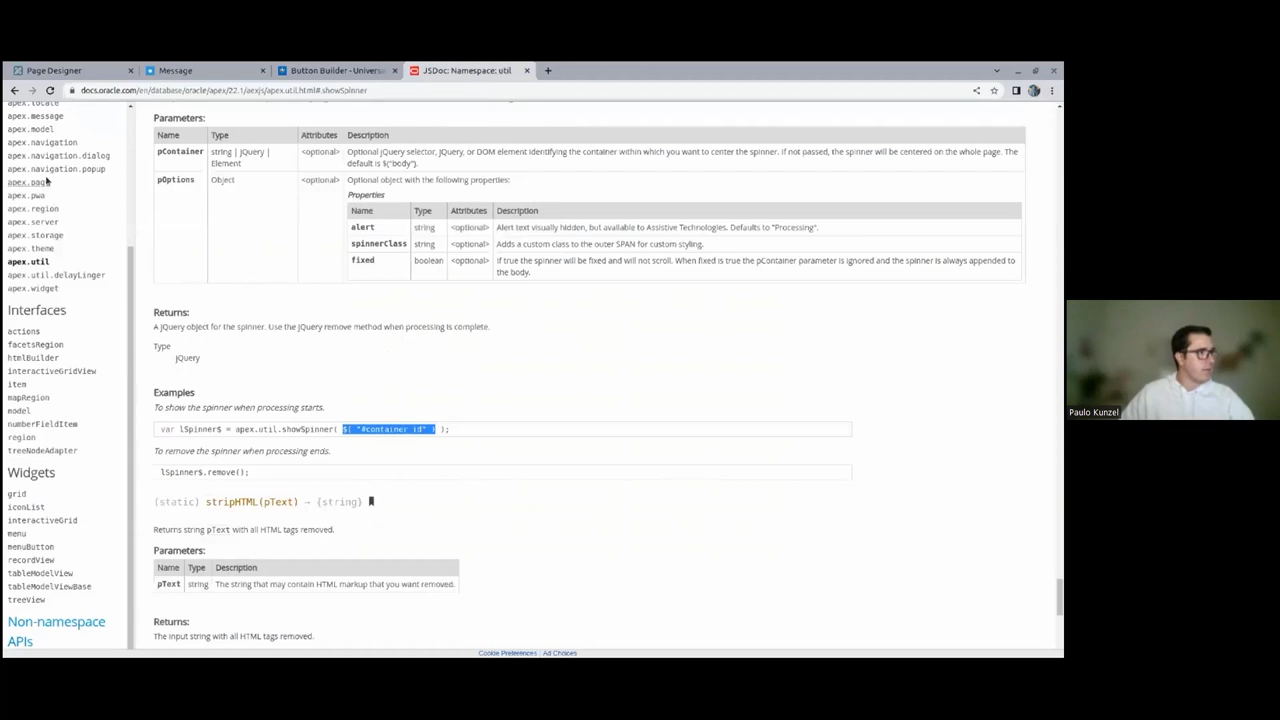 Page Designer
Message
Button Builder - Univers
JSDoc: Namespace: util
docs.oracle.com/en/database/oracle/apex/22.1/aexjs/apex.util.html#.showSpinner
apex.locale
apex.message
apex.model
apex.navigation
apex.navigation.dialog
apex.navigation.popup
apex.page
apex.pwa
apex.region
apex.server
apex.storage
apex.theme
apex.util
apex.util.delayLinger
apex.widget
Interfaces
actions
facetsRegion
htmlBuilder
interactiveGridView
item
mapRegion
model
numberFieldItem
region
treeNodeAdapter
Widgets
grid
iconList
interactiveGrid
menu
menuButton
recordView
tableModelView
tableModelViewBase
treeView
Non-namespace
APIs
Parameters:
Name Type Attributes Description
pContainer string | jQuery | Element <optional> Optional jQuery selector, jQuery, or DOM element identifying the container within which you want to center the spinner. If not passed, the spinner will be centered on the whole page. The
default is $("body").
pOptions Object <optional> Optional object with the following properties:
Properties
Name Type Attributes Description
alert string <optional> Alert text visually hidden, but available to Assistive Technologies. Defaults to "Processing".
spinnerClass string <optional> Adds a custom class to the outer SPAN for custom styling.
fixed boolean <optional> if true the spinner will be fixed and will not scroll. When fixed is true the pContainer parameter is ignored and the spinner is always appended to
the body.
Returns:
A jQuery object for the spinner. Use the jQuery remove method when processing is complete.
Type
jQuery
Examples
To show the spinner when processing starts.
var lSpinner$ = apex.util.showSpinner( $( "#container_id" ) );
To remove the spinner when processing ends.
lSpinner$.remove();
(static) stripHTML(pText) → {string}
Returns string pText with all HTML tags removed.
Parameters:
Name Type Description
pText string The string that may contain HTML markup that you want removed.
Returns:
The input string with all HTML tags removed.
Cookie Preferences | Ad Choices
Paulo Kunzel